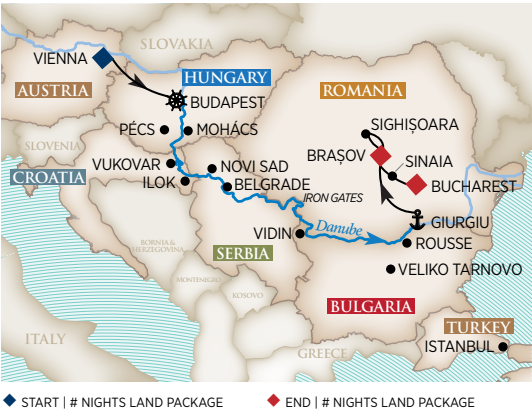 SLOVAKIA
VIENNA
HUNGARY
AUSTRIA
BUDAPEST
ROMANIA
PÉCS
MOHÁCS
SIGHIȘOARA
SLOVENIA
BRAȘOV
SINAIA
VUKOVAR
NOVI SAD
CROATIA
ILOK
BELGRADE
BUCHAREST
IRON GATES
GIURGIU
Danube
VIDIN
ROUSSE
BORNIA &
HERZEGOVINA
SERBIA
VELIKO TARNOVO
MONTENEGRO
KOSOVO
BULGARIA
TURKEY
ITALY
GREECE
ISTANBUL
START | # NIGHTS LAND PACKAGE
END | # NIGHTS LAND PACKAGE